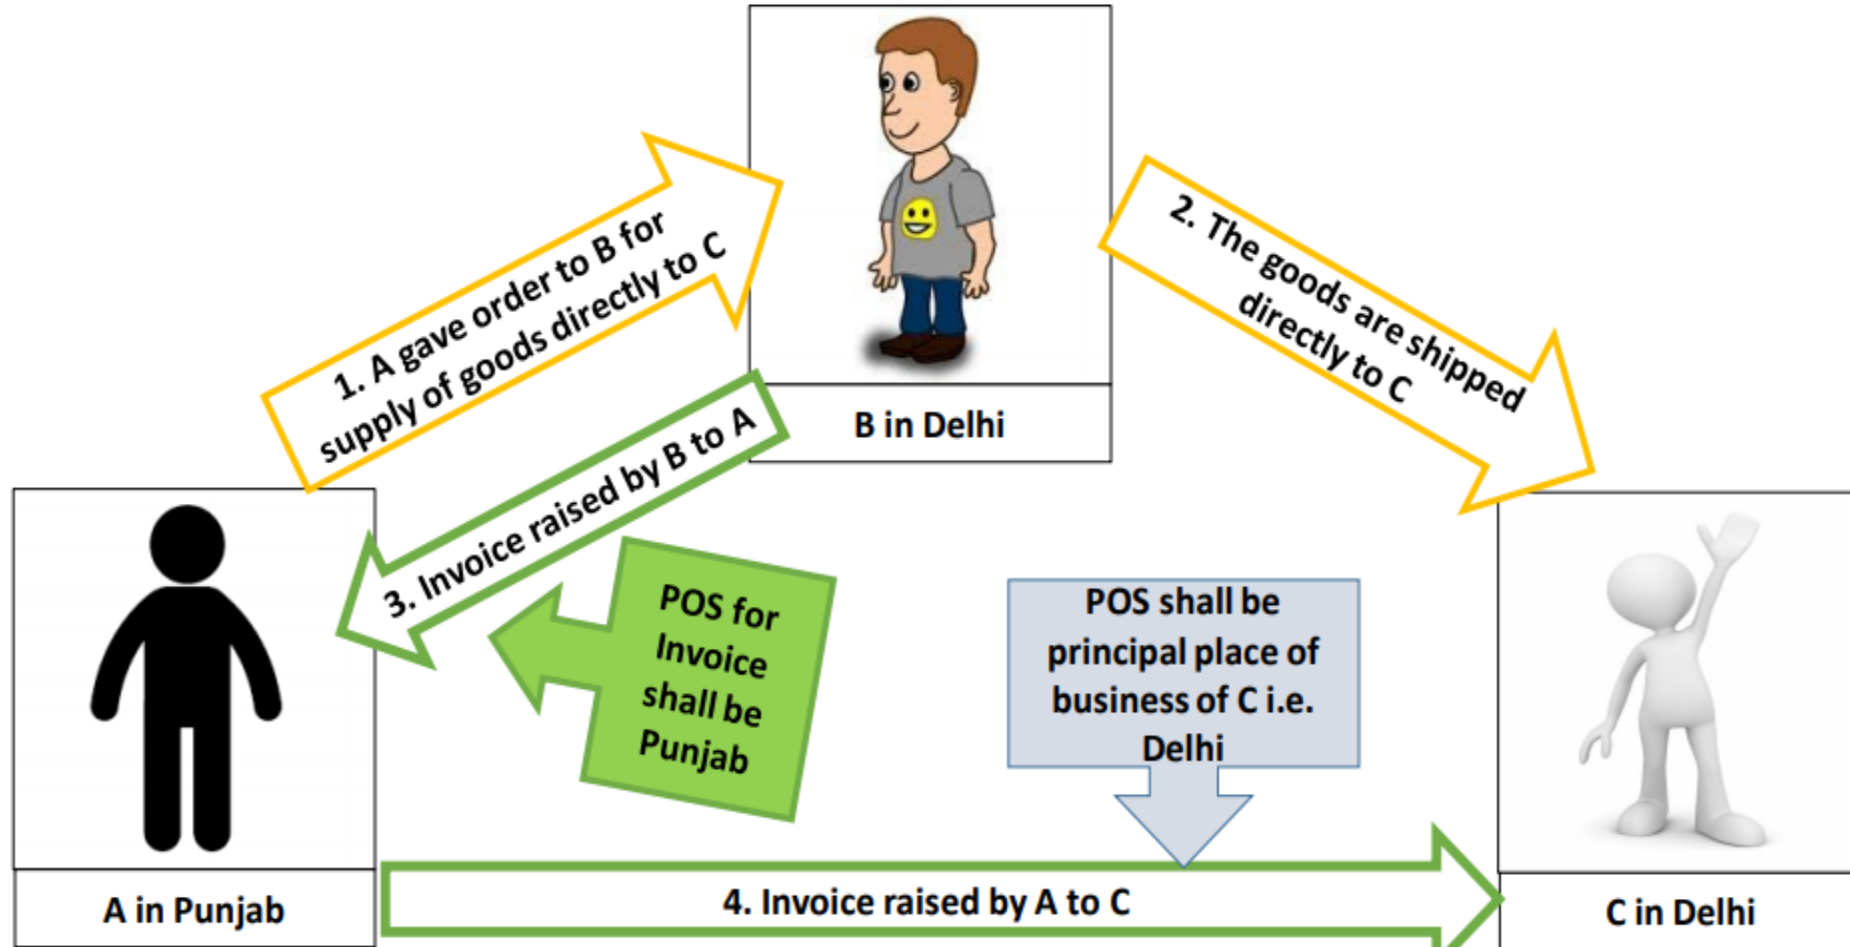 1. A gave order to B for
supply of goods directly to C
2. The goods are shipped
directly to C
B in Delhi
3. Invoice raised by B to A
POS for
Invoice
shall be
Punjab
POS shall be
principal place of
business of C i.e.
Delhi
4. Invoice raised by A to C
A in Punjab
C in Delhi